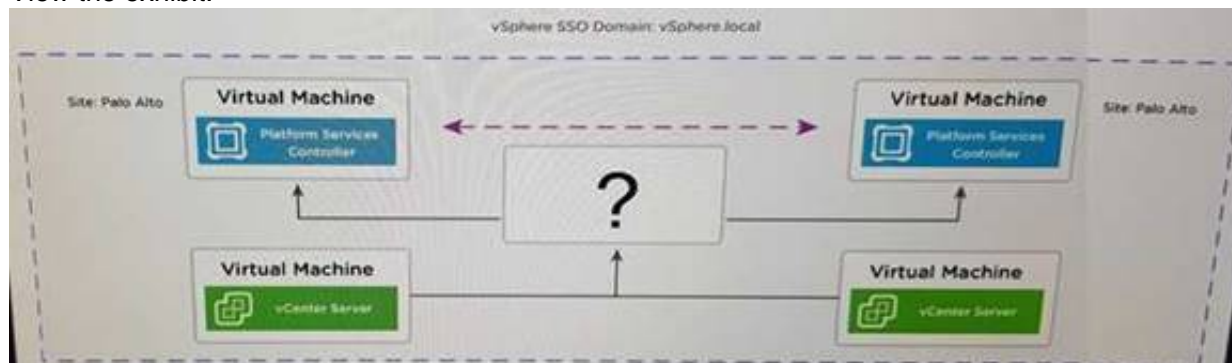 View the exhibit.
vSphere SSO Domain: vSphere.local
Site: Palo Alto
Virtual Machine
Platform Services
Controller
Virtual Machine
Platform Services
Controller
Site: Palo Alto
?
Virtual Machine
vCenter Server
Virtual Machine
vCenter Server